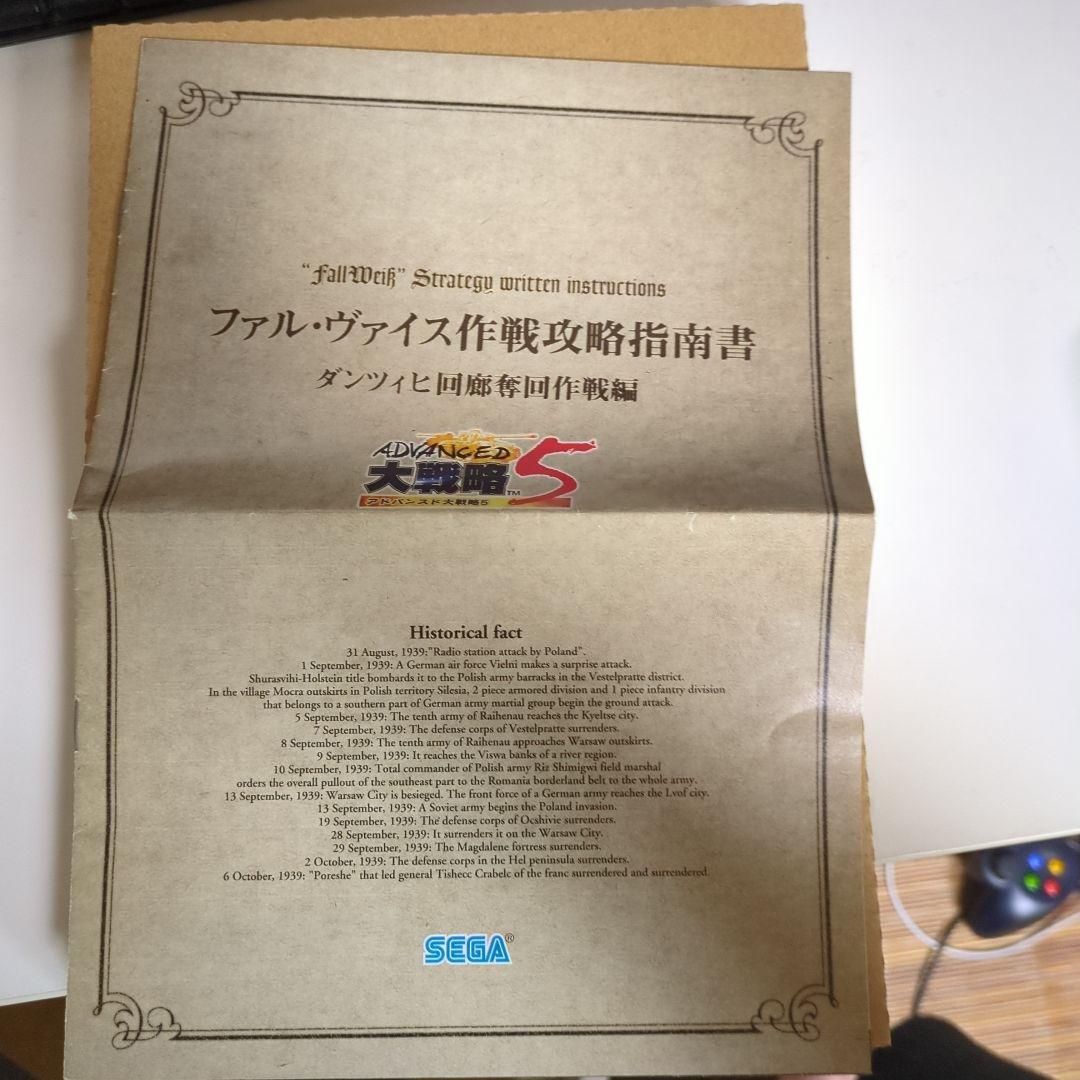 "Fall Weiß" Strategy written instructions
ファル・ヴァイス作戦攻略指南書
ダンツィヒ回廊奪回作戦編
ADVANCED
大戦略™5
アドバンスド大戦略5
Historical fact
31 August, 1939:"Radio station attack by Poland".
1 September, 1939: A German air force Vielni makes a surprise attack.
Shurasvihi-Holstein title bombards it to the Polish army barracks in the Vestelpratte district.
In the village Mocra outskirts in Polish territory Silesia, 2 piece armored division and 1 piece infantry division
that belongs to a southern part of German army martial group begin the ground attack.
5 September, 1939: The tenth army of Raihenau reaches the Kyeltse city.
7 September, 1939: The defense corps of Vestelpratte surrenders.
8 September, 1939: The tenth army of Raihenau approaches Warsaw outskirts.
9 September, 1939: It reaches the Viswa banks of a river region.
10 September, 1939: Total commander of Polish army Riz Shimigwi field marshal
orders the overall pullout of the southeast part to the Romania borderland belt to the whole army.
13 September, 1939: Warsaw City is besieged. The front force of a German army reaches the Lvof city.
13 September, 1939: A Soviet army begins the Poland invasion.
19 September, 1939: The defense corps of Ocshivie surrenders.
28 September, 1939: It surrenders it on the Warsaw City.
29 September, 1939: The Magdalene fortress surrenders.
2 October, 1939: The defense corps in the Hel peninsula surrenders.
6 October, 1939: "Poreshe" that led general Tishecc Crabelc of the franc surrendered and surrendered.
SEGA®